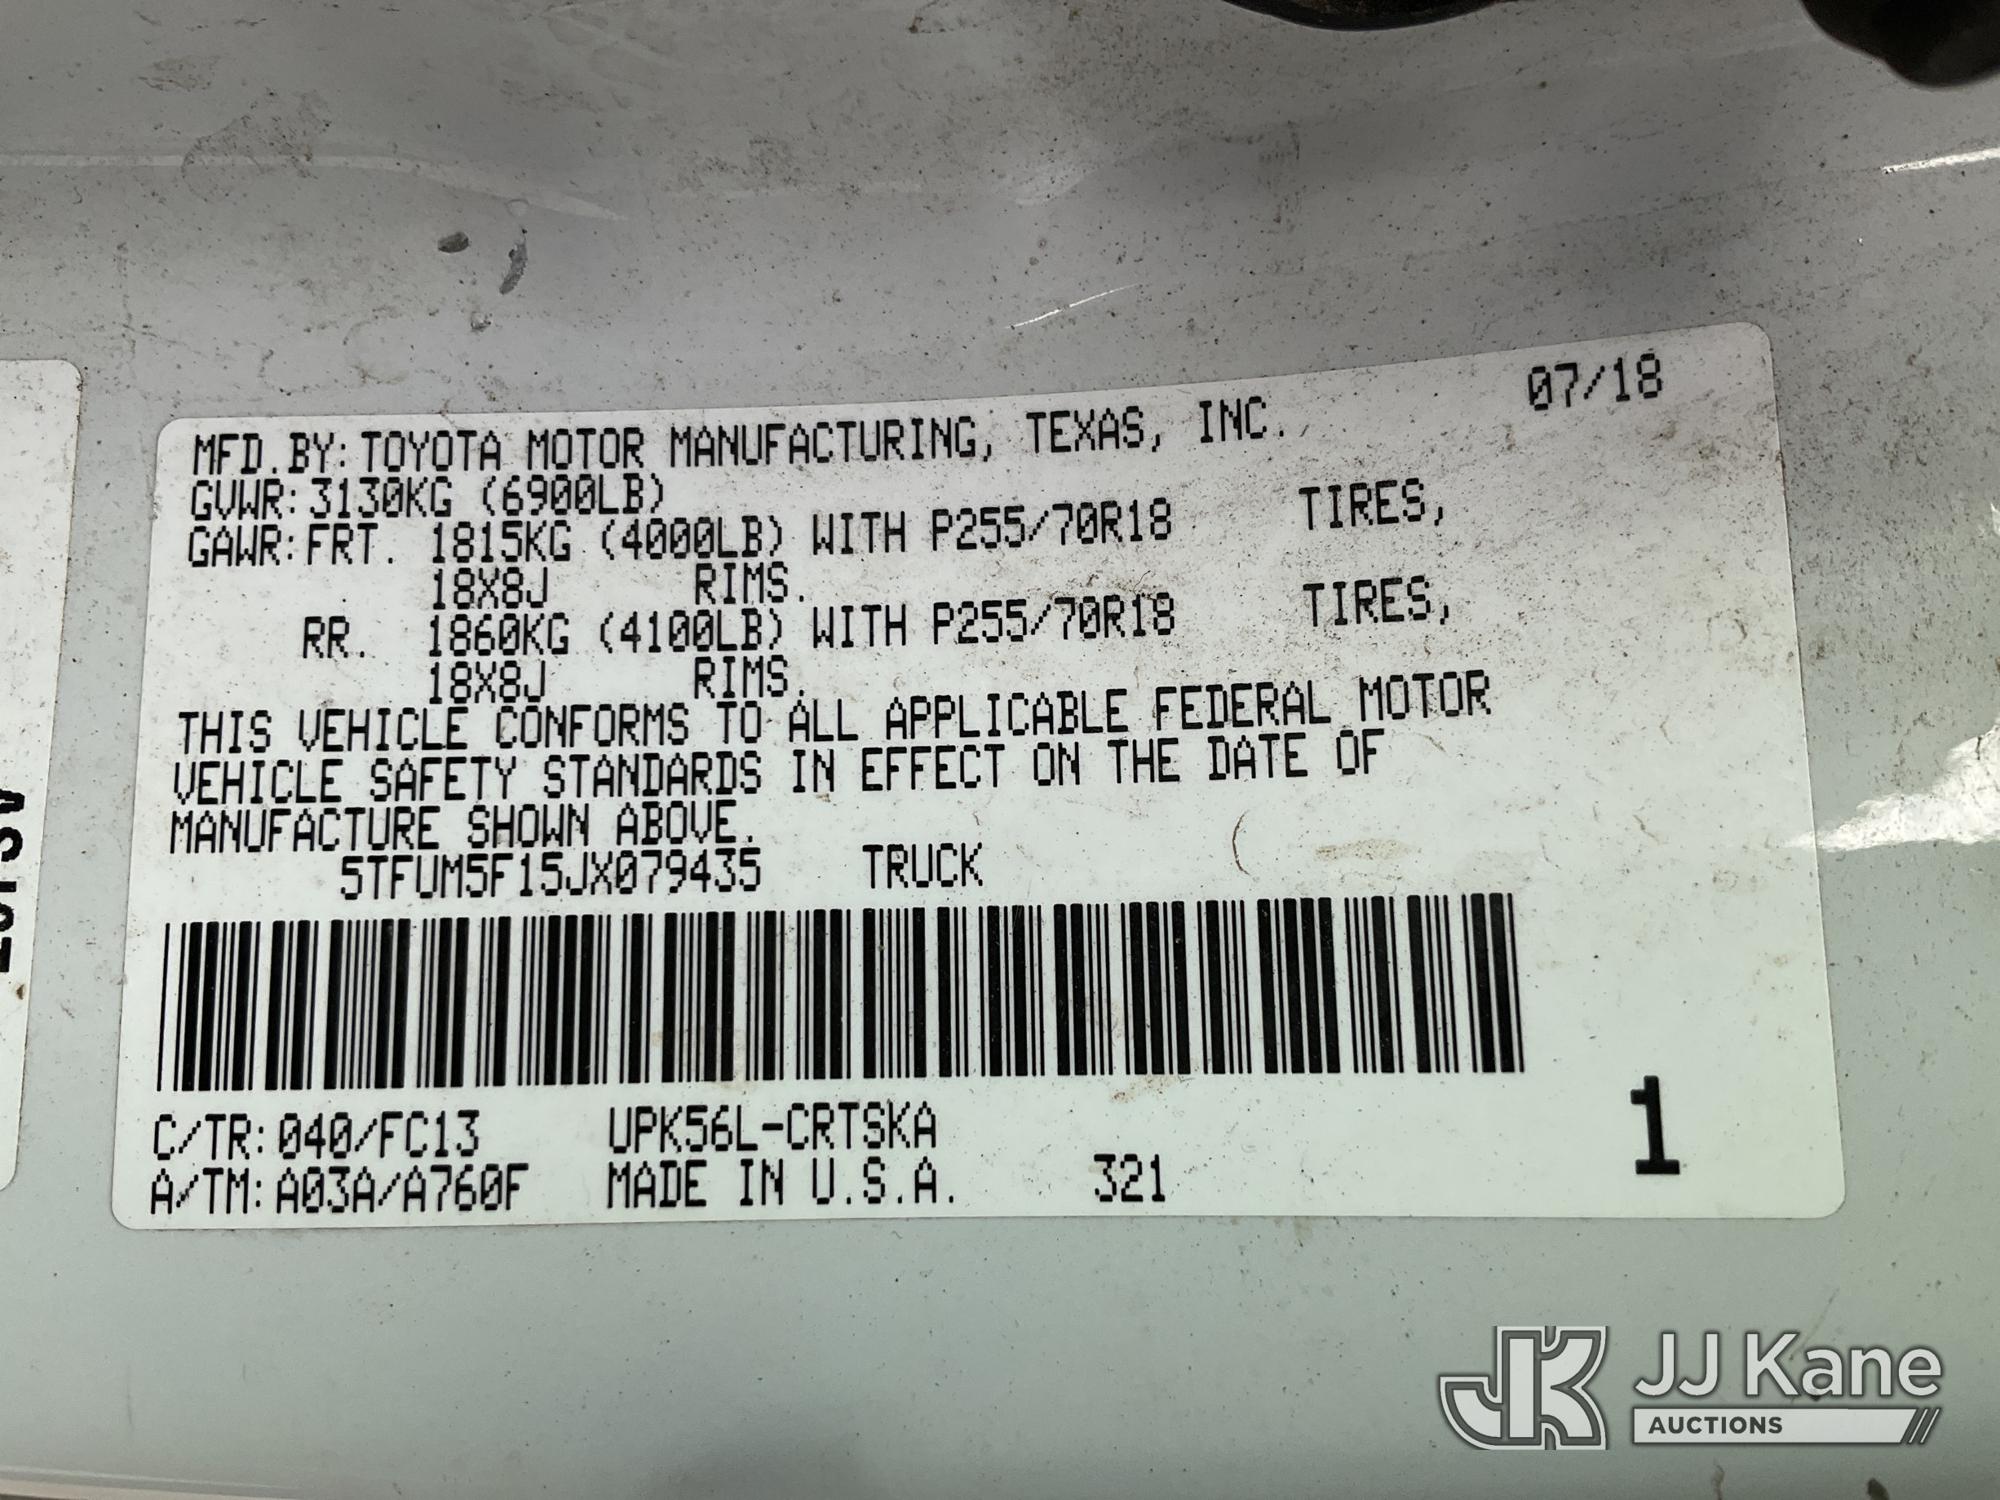 07/18
MFD.BY: TOYOTA MOTOR MANUFACTURING, TEXAS, INC.
GVWR: 3130KG (6900LB)
GAWR: FRT. 1815KG (4000LB) WITH P255/70R18 TIRES,
18X8J RIMS.
RR. 1860KG (4100LB) WITH P255/70R18 TIRES,
18X8J RIMS.
THIS VEHICLE CONFORMS TO ALL APPLICABLE FEDERAL MOTOR
VEHICLE SAFETY STANDARDS IN EFFECT ON THE DATE OF
MANUFACTURE SHOWN ABOVE.
5TFUM5F15JX079435 TRUCK
C/TR: 040/FC13 UPK56L-CRTSKA
A/TM: A03A/A760F MADE IN U.S.A. 321
1
JK JJ Kane
AUCTIONS